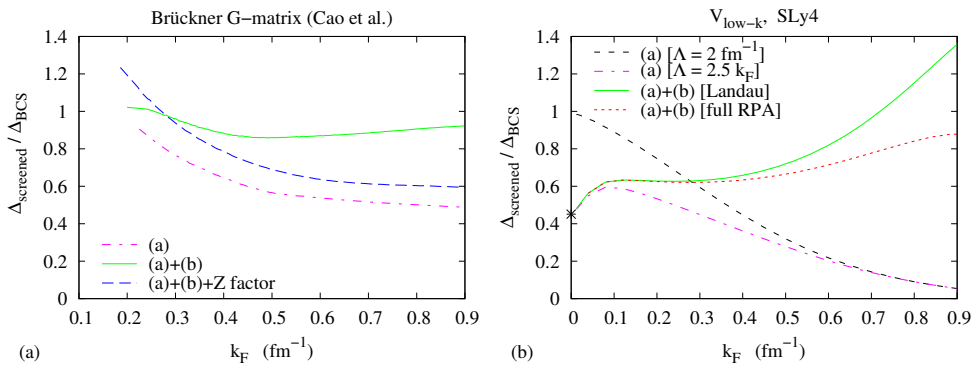 Brückner G−matrix (Cao et al.)
Δscreened / ΔBCS
1.4
1.2
1
0.8
0.6
0.4
0.2
0
(a)
(a)+(b)
(a)+(b)+Z factor
0.1 0.2 0.3 0.4 0.5 0.6 0.7 0.8 0.9
(a)
kF (fm−1)
Vlow−k, SLy4
Δscreened / ΔBCS
1.4
1.2
1
0.8
0.6
0.4
0.2
0
(a) [Λ = 2 fm−1]
(a) [Λ = 2.5 kF]
(a)+(b) [Landau]
(a)+(b) [full RPA]
0 0.1 0.2 0.3 0.4 0.5 0.6 0.7 0.8 0.9
(b)
kF (fm−1)